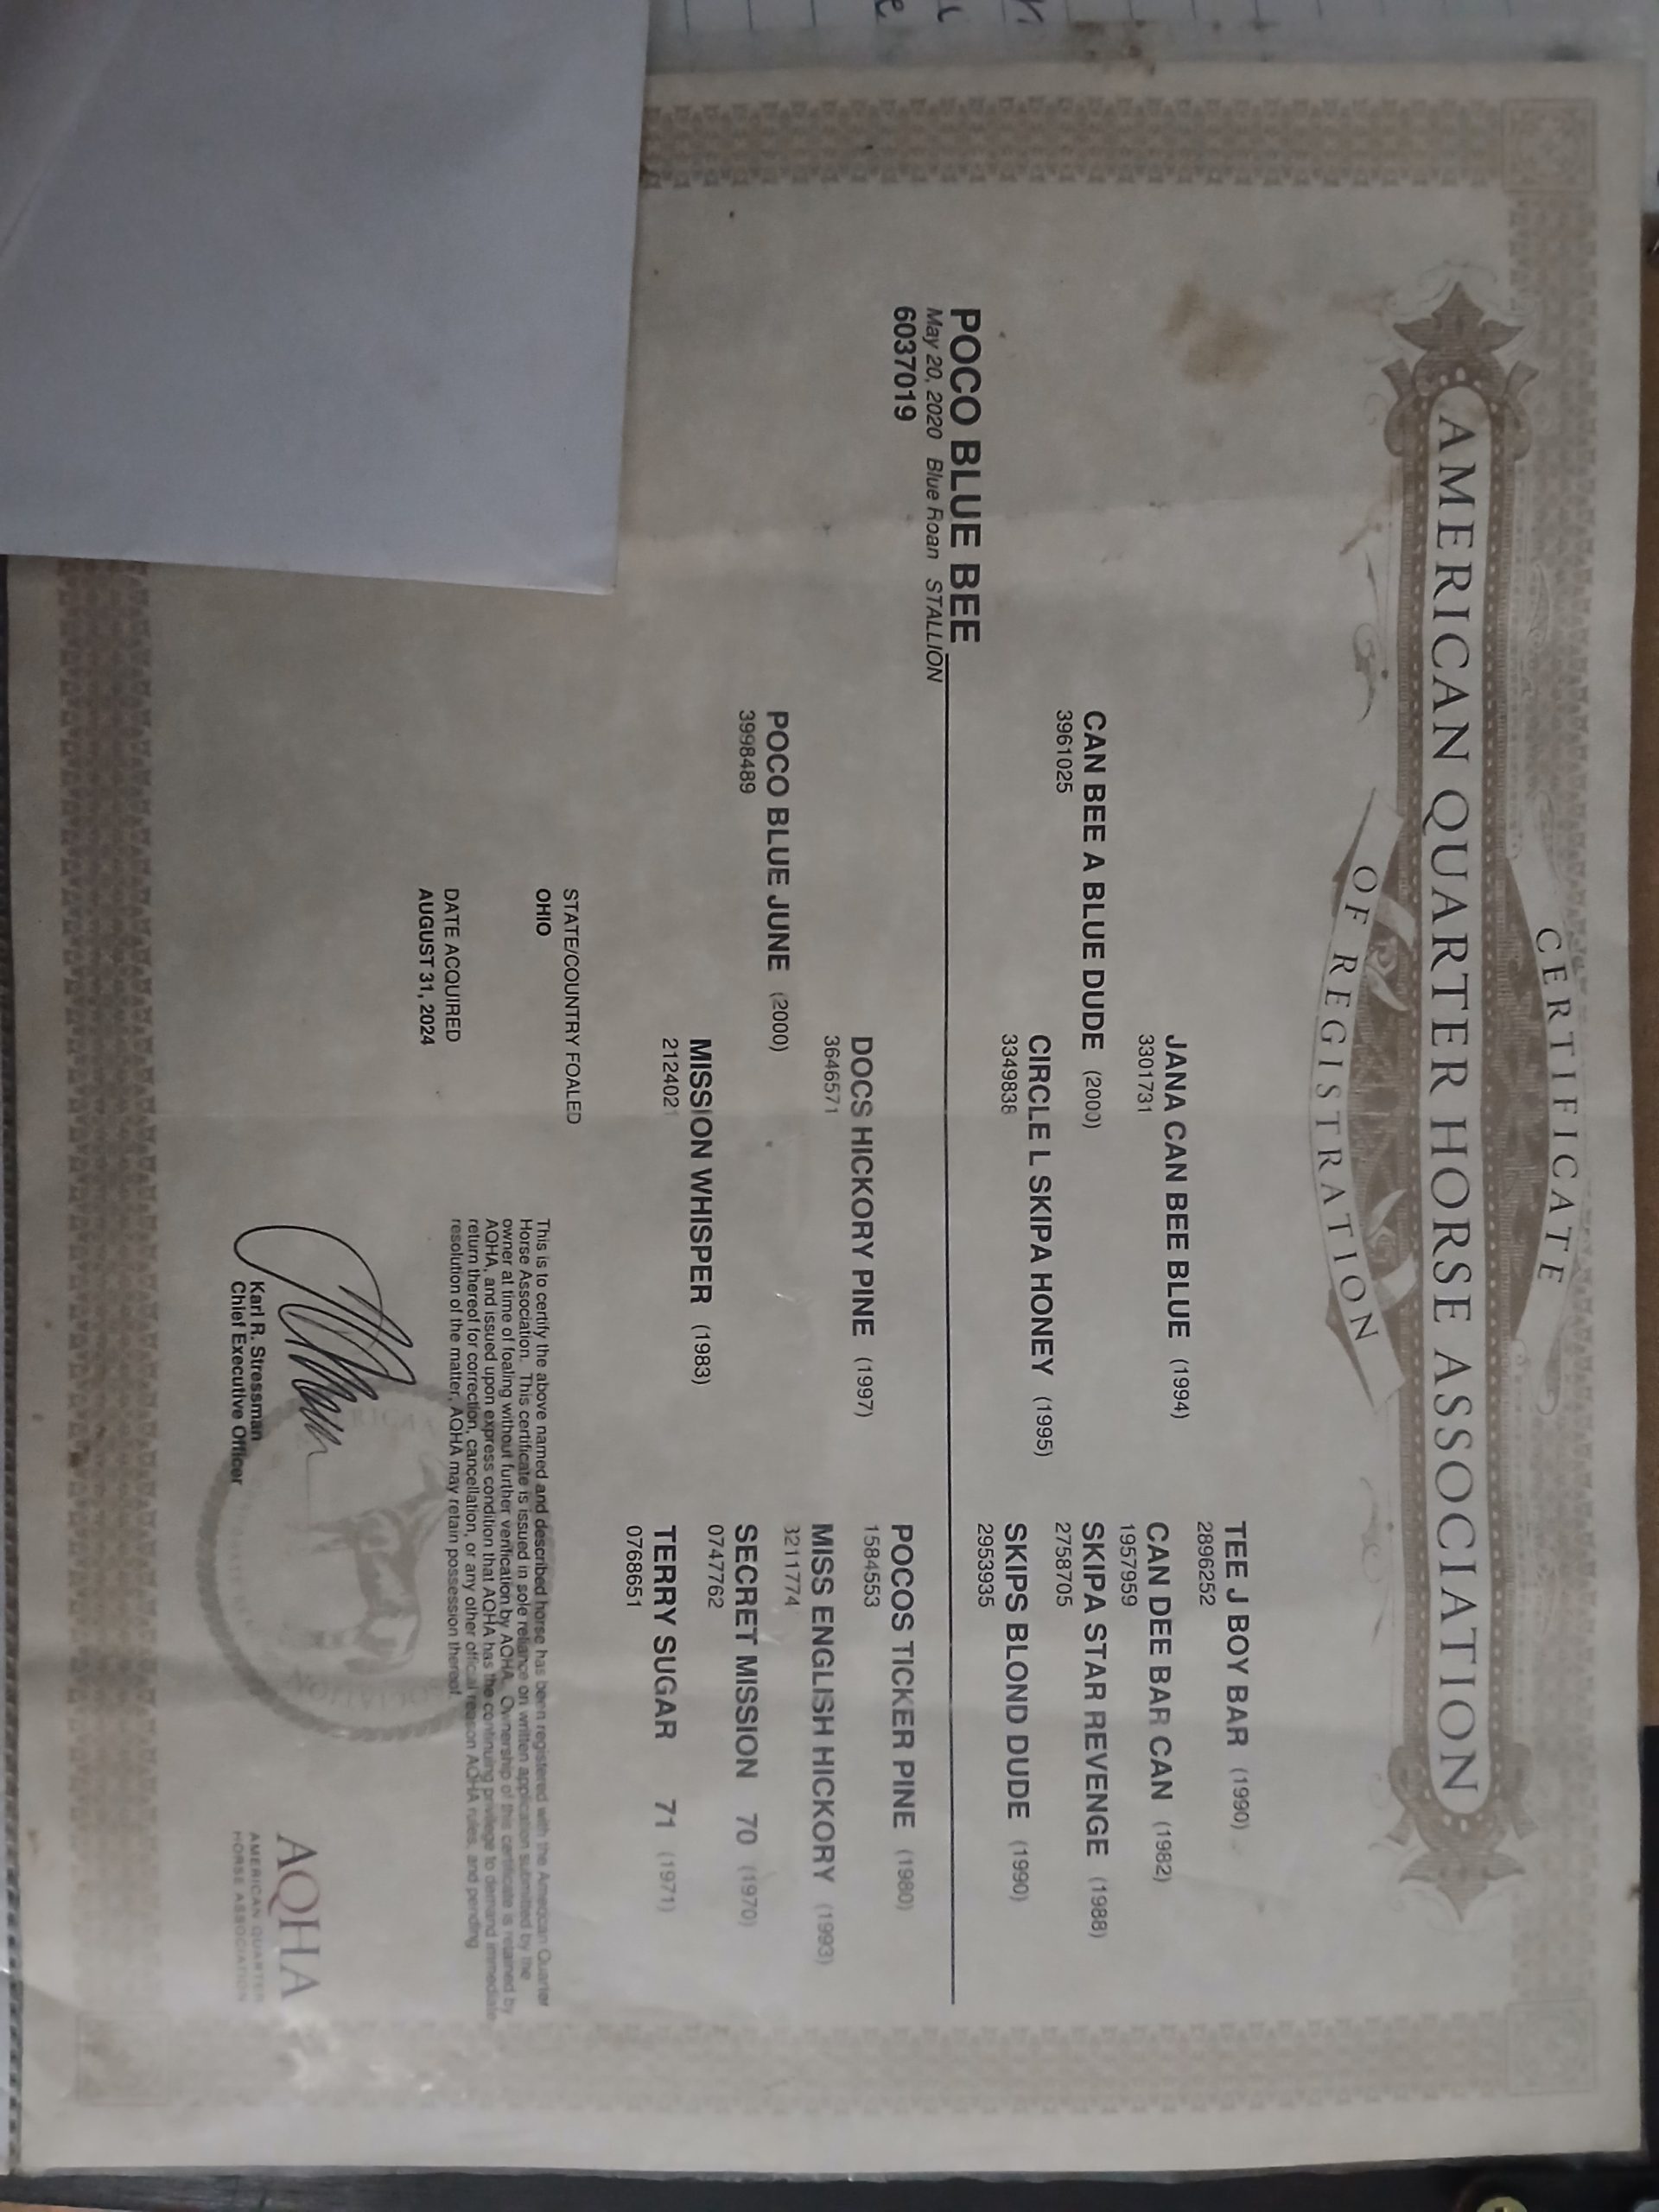 CERTIFICATE
AMERICAN QUARTER HORSE ASSOCIATION
OF REGISTRATION
TEE J BOY BAR (1990)
2896252
JANA CAN BEE BLUE (1994)
3301731
CAN DEE BAR CAN (1982)
1957959
CAN BEE A BLUE DUDE (2000)
3961025
SKIPA STAR REVENGE (1988)
2758705
CIRCLE L SKIPA HONEY (1995)
3349838
SKIPS BLOND DUDE (1990)
2953935
POCO BLUE BEE
May 20, 2020 Blue Roan STALLION
6037019
POCOS TICKER PINE (1980)
1584553
DOCS HICKORY PINE (1997)
3646571
MISS ENGLISH HICKORY (1993)
3211774
POCO BLUE JUNE (2000)
3998489
SECRET MISSION 70 (1970)
0747762
MISSION WHISPER (1983)
2124021
TERRY SUGAR 71 (1971)
0768651
STATE/COUNTRY FOALED
OHIO
DATE ACQUIRED
AUGUST 31, 2024
This is to certify the above named and described horse has been registered with the American Quarter
Horse Association. This certificate is issued in sole reliance on written application submitted by the
owner at time of foaling without further verification by AQHA. Ownership of this certificate is retained by
AQHA, and issued upon express condition that AQHA has the continuing privilege to demand immediate
return thereof for correction, cancellation, or any other official reason AQHA rules, and pending
resolution of the matter, AQHA may retain possession thereof.
Karl R. Stressman
Chief Executive Officer
AQHA
AMERICAN QUARTER
HORSE ASSOCIATION